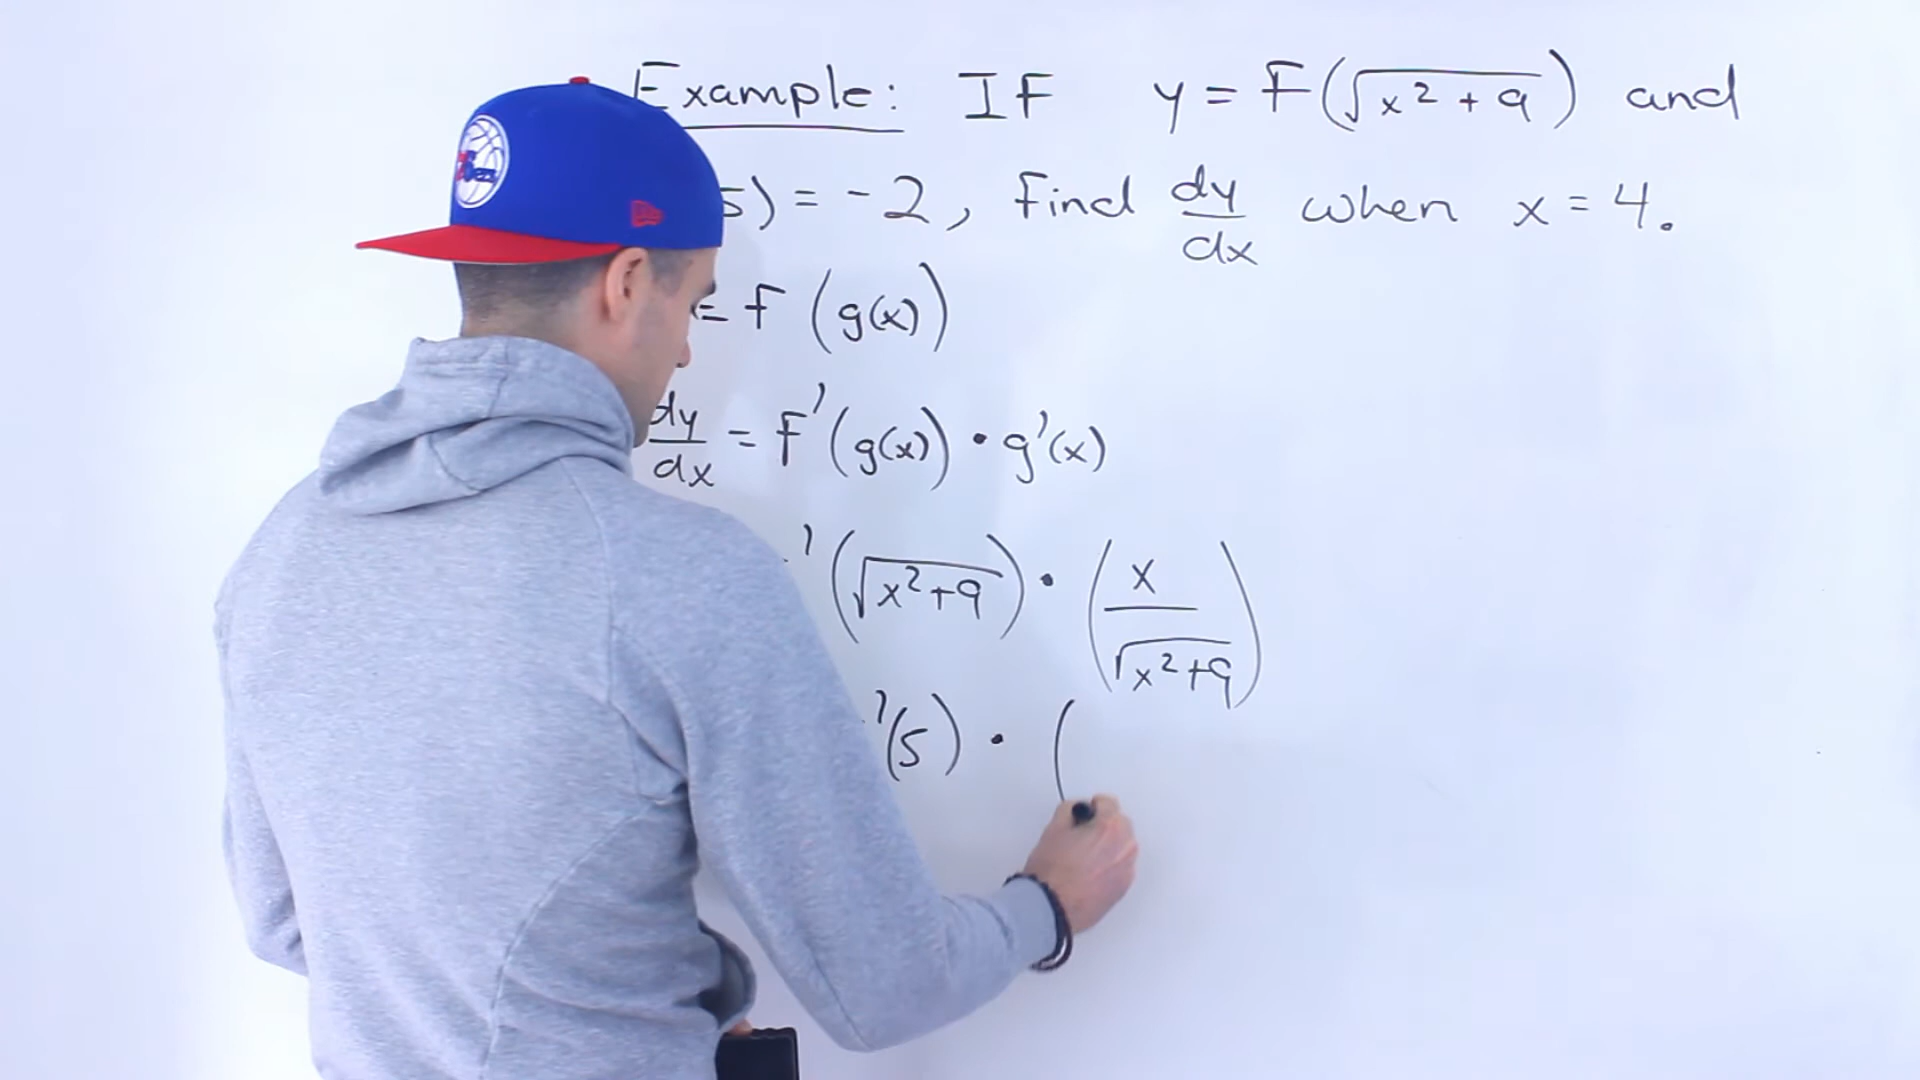 Example: IF y = F(√x² + 9) and
5) = -2, Find dy/dx when x = 4.
= F (g(x))
dy/dx = F'(g(x)) • g'(x)
'(√x²+9) • (x/√x²+9)
'(5) • (